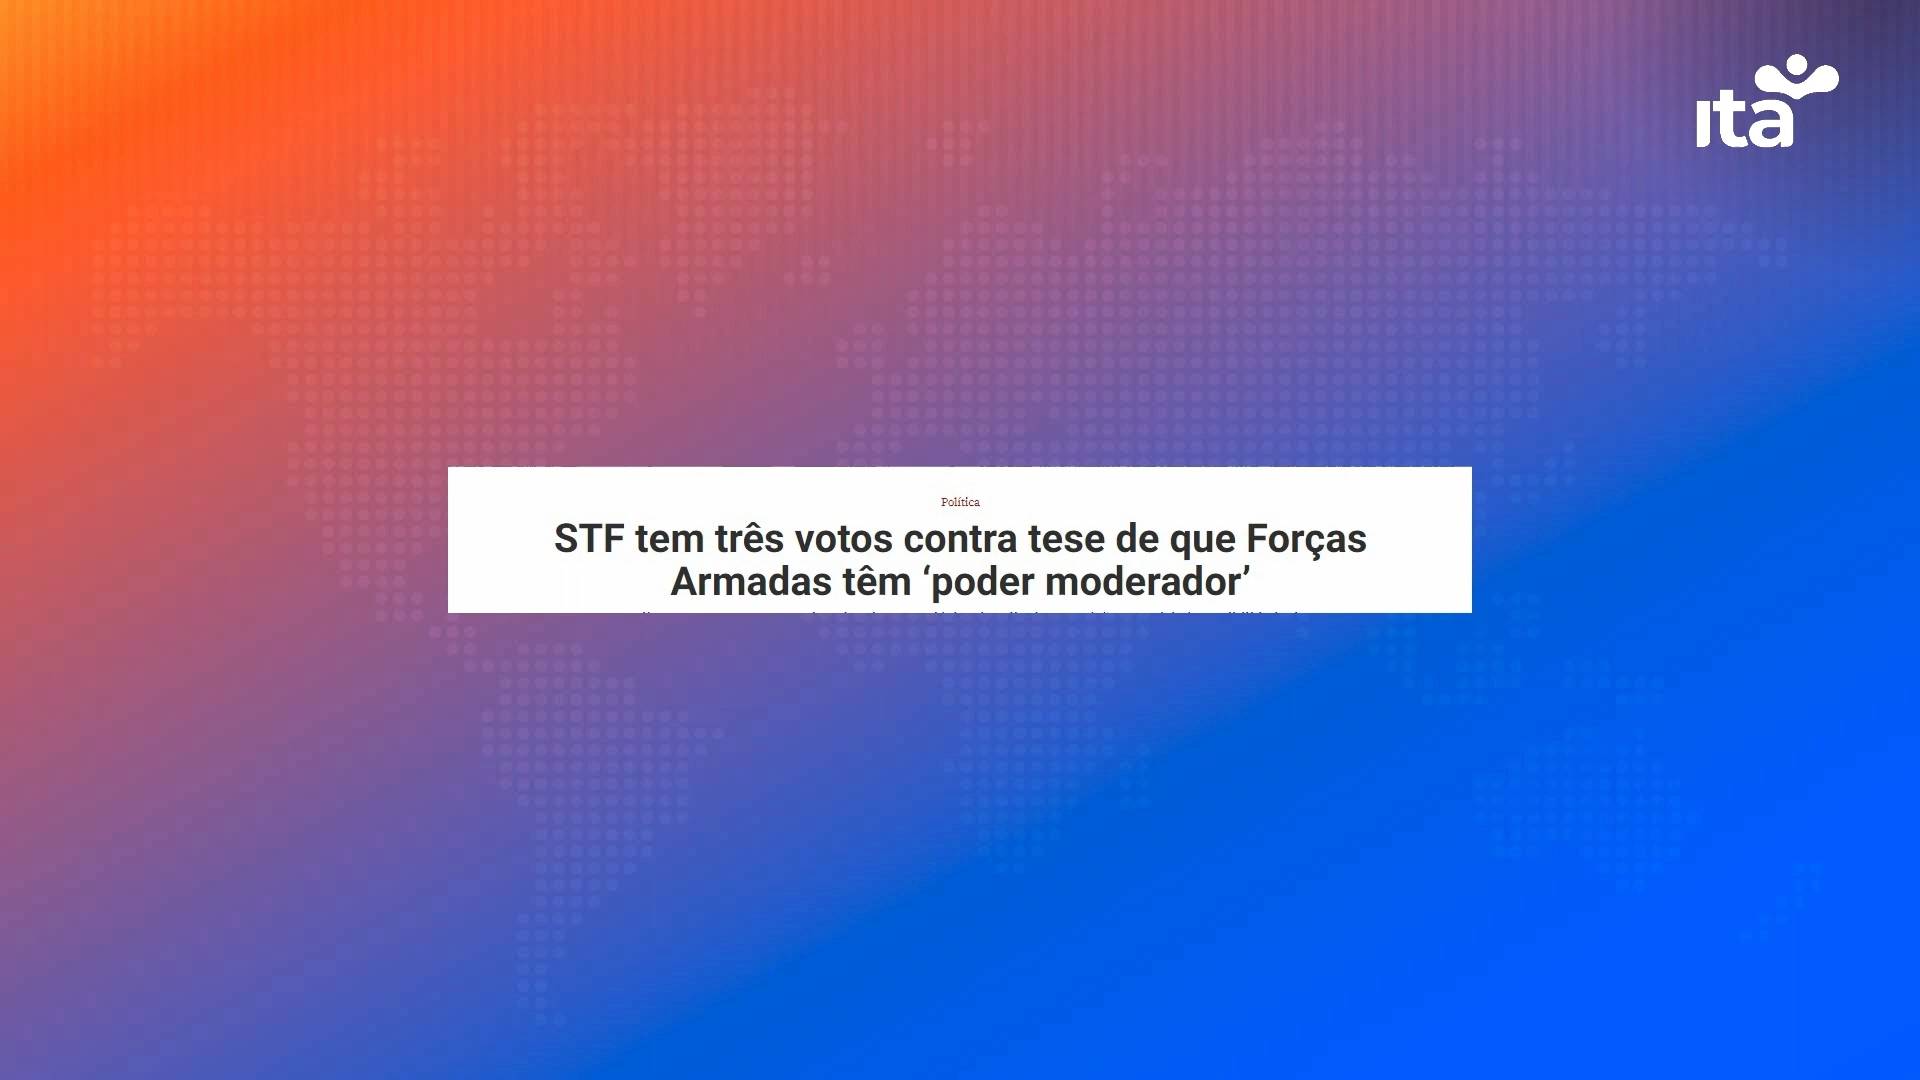 ita
Política
STF tem três votos contra tese de que Forças
Armadas têm ‘poder moderador’